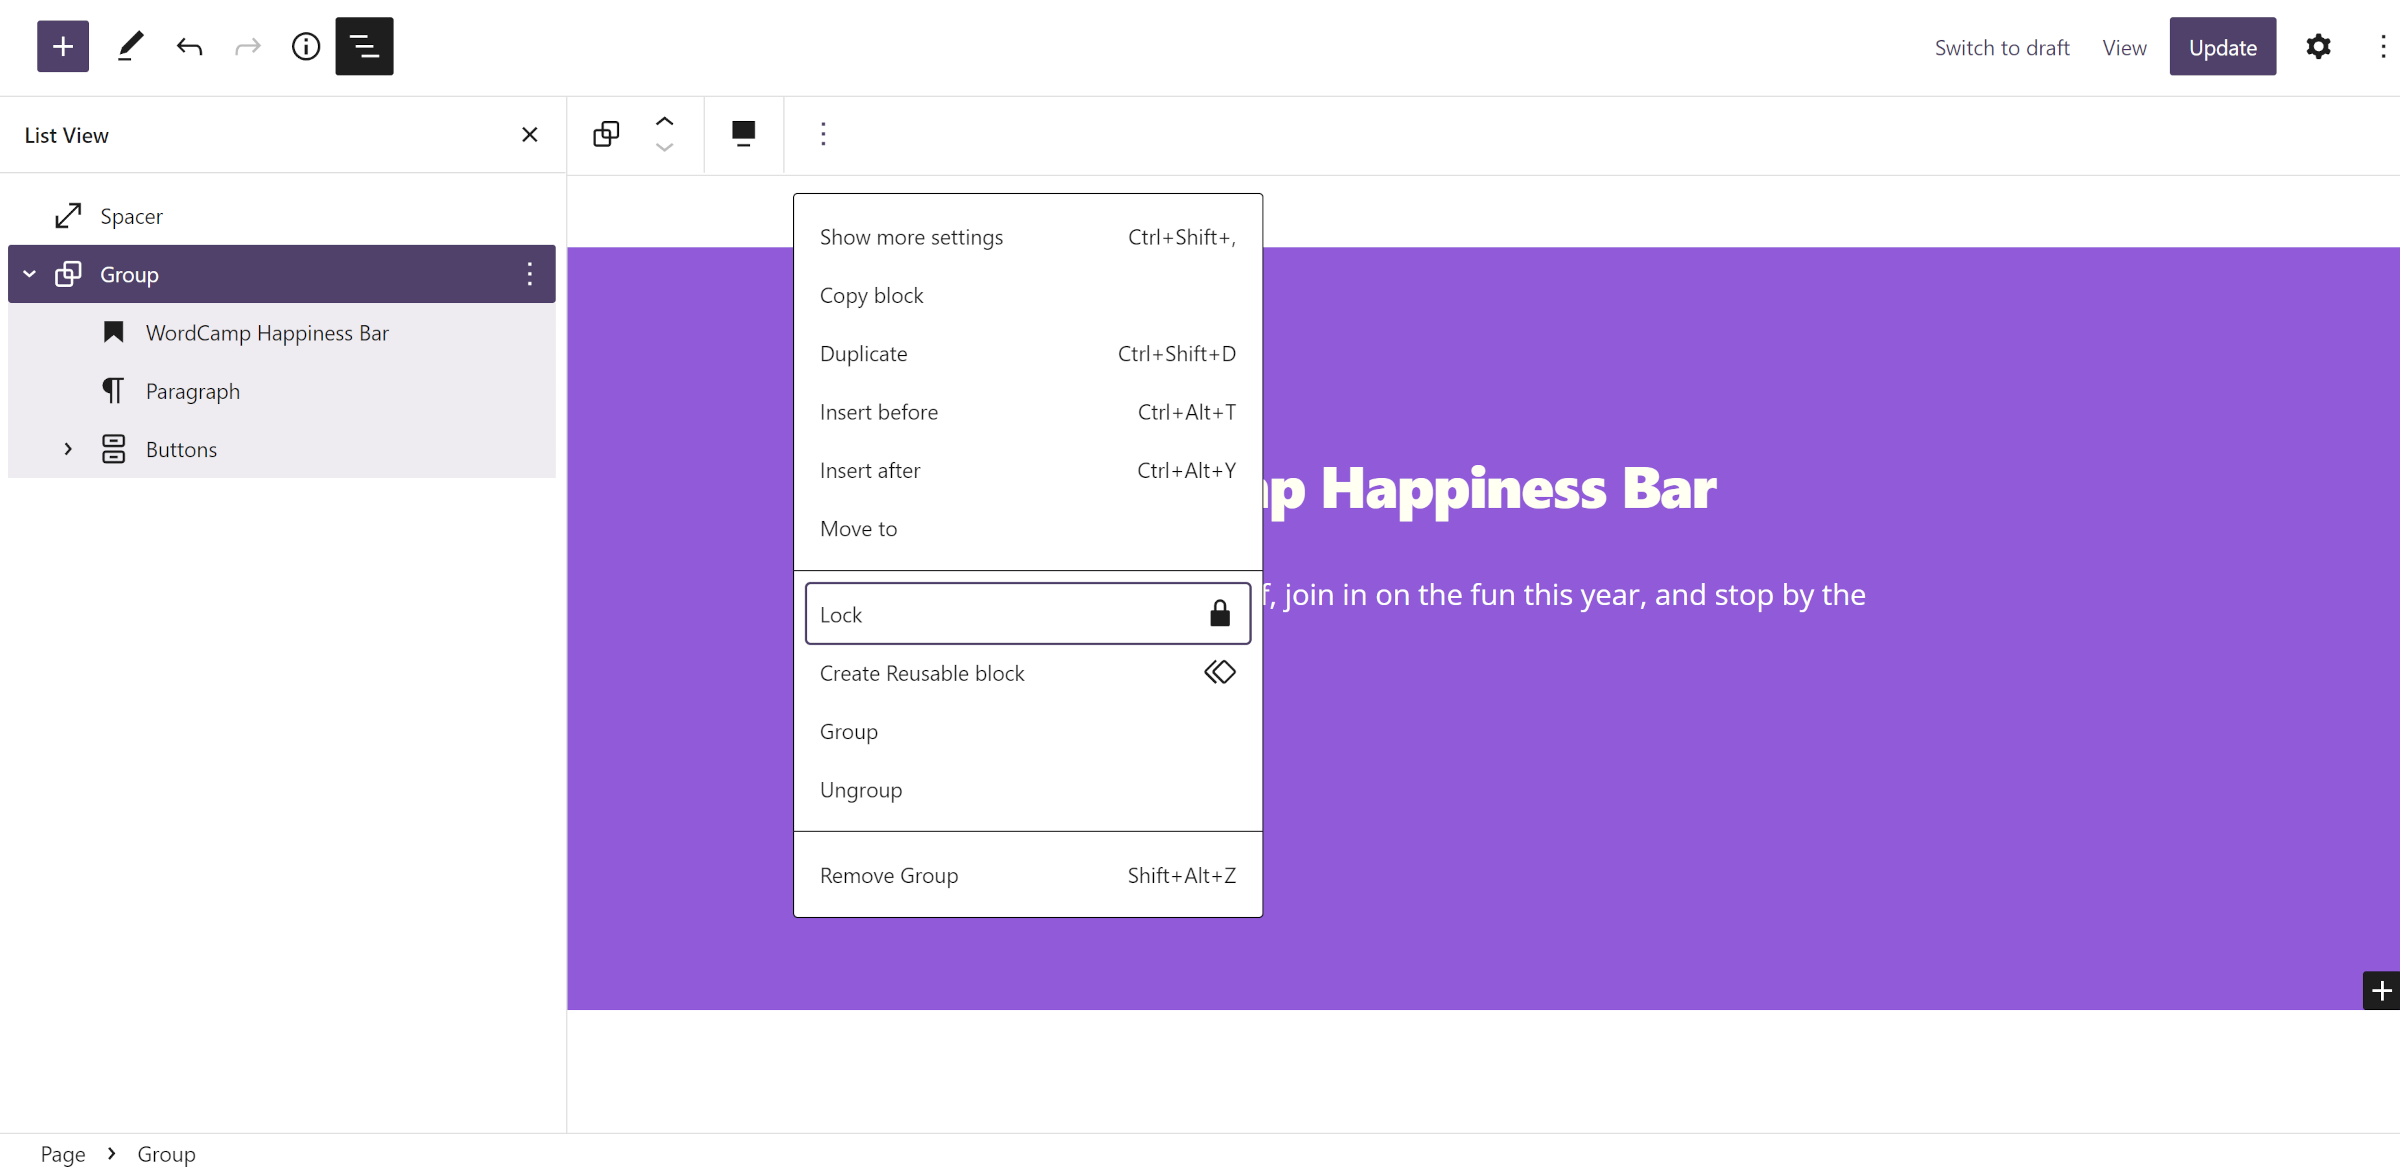 Switch to draft
View
Update
List View
Spacer
Group
WordCamp Happiness Bar
Paragraph
Buttons
Show more settings Ctrl+Shift+,
Copy block
Duplicate Ctrl+Shift+D
Insert before Ctrl+Alt+T
Insert after Ctrl+Alt+Y
Move to
Lock
Create Reusable block
Group
Ungroup
Remove Group Shift+Alt+Z
Happiness Bar
join in on the fun this year, and stop by the
Page > Group